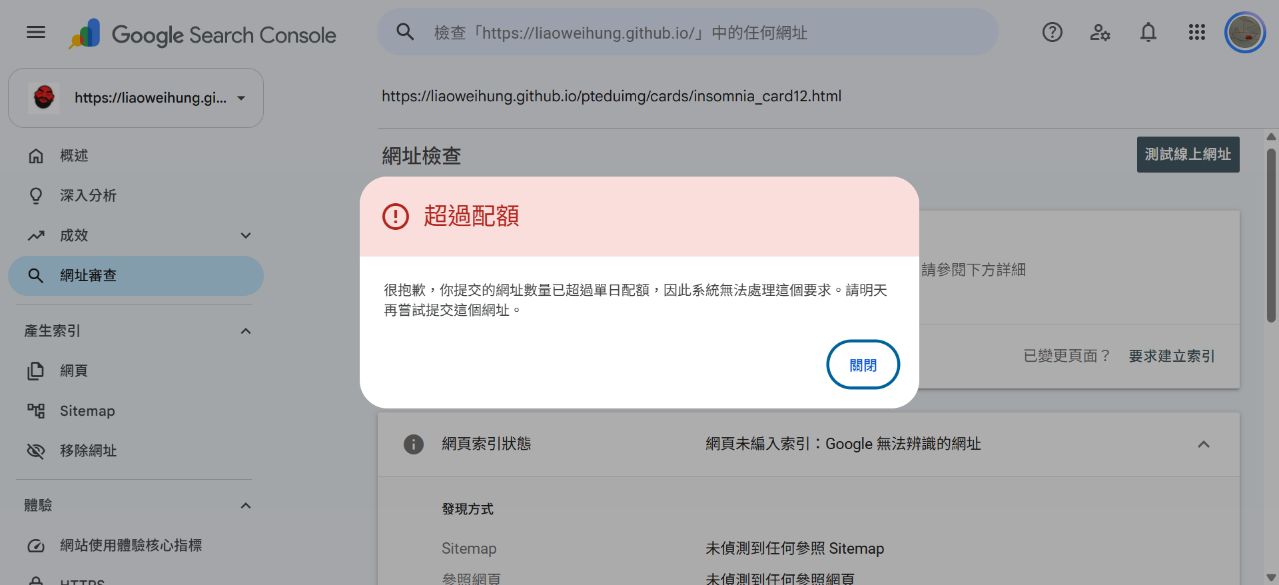 Google Search Console
檢查「https://liaoweihung.github.io/」中的任何網址
https://liaoweihung.gi...
https://liaoweihung.github.io/pteduimg/cards/insomnia_card12.html
概述
深入分析
成效
網址審查
產生索引
網頁
Sitemap
移除網址
體驗
網站使用體驗核心指標
HTTPS
網址檢查
測試線上網址
請參閱下方詳細
超過配額
很抱歉，你提交的網址數量已超過單日配額，因此系統無法處理這個要求。請明天
再嘗試提交這個網址。
關閉
已變更頁面？ 要求建立索引
網頁索引狀態 網頁未編入索引：Google 無法辨識的網址
發現方式
Sitemap 未偵測到任何參照 Sitemap
參照網頁 未偵測到任何參照網頁